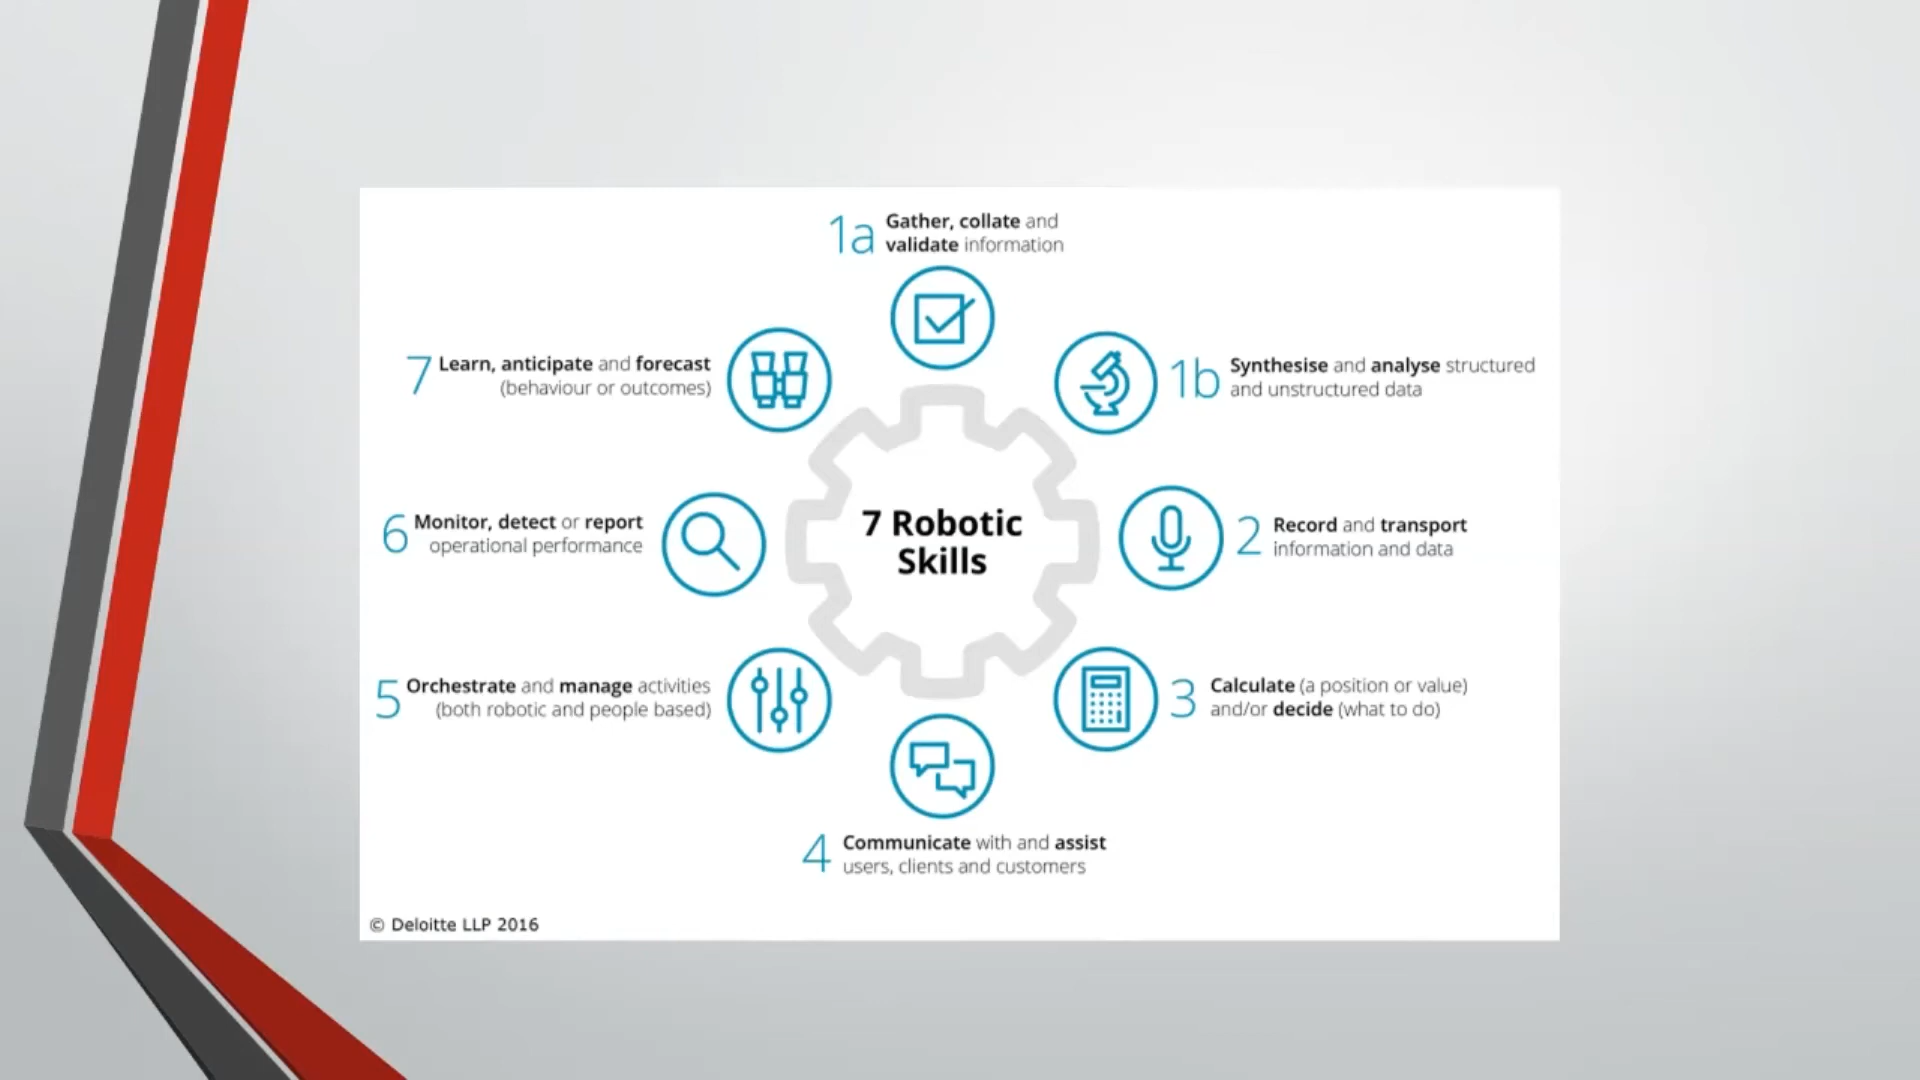 1a Gather, collate and
validate information
1b Synthesise and analyse structured
and unstructured data
2 Record and transport
information and data
3 Calculate (a position or value)
and/or decide (what to do)
4 Communicate with and assist
users, clients and customers
5 Orchestrate and manage activities
(both robotic and people based)
6 Monitor, detect or report
operational performance
7 Learn, anticipate and forecast
(behaviour or outcomes)
7 Robotic
Skills
© Deloitte LLP 2016